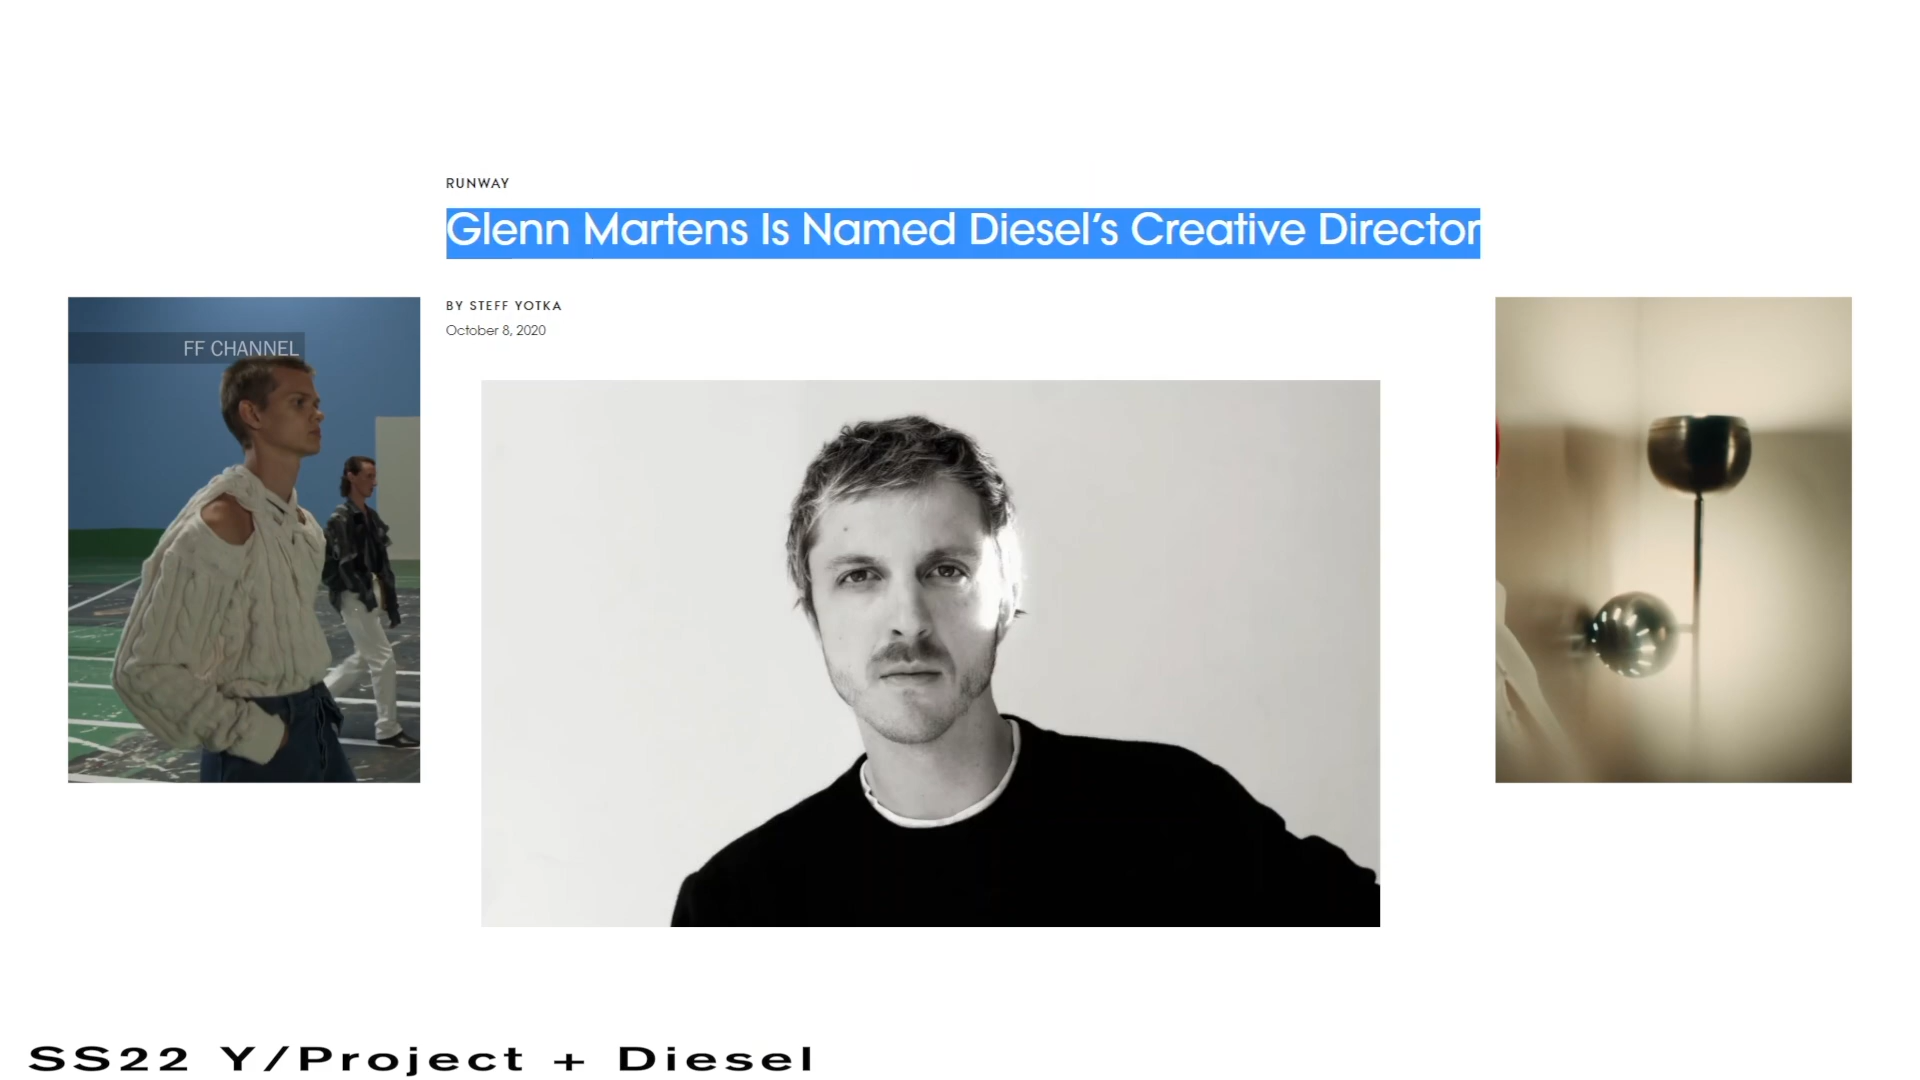 RUNWAY
Glenn Martens Is Named Diesel’s Creative Director
BY STEFF YOTKA
October 8, 2020
FF CHANNEL
SS22 Y/Project + Diesel